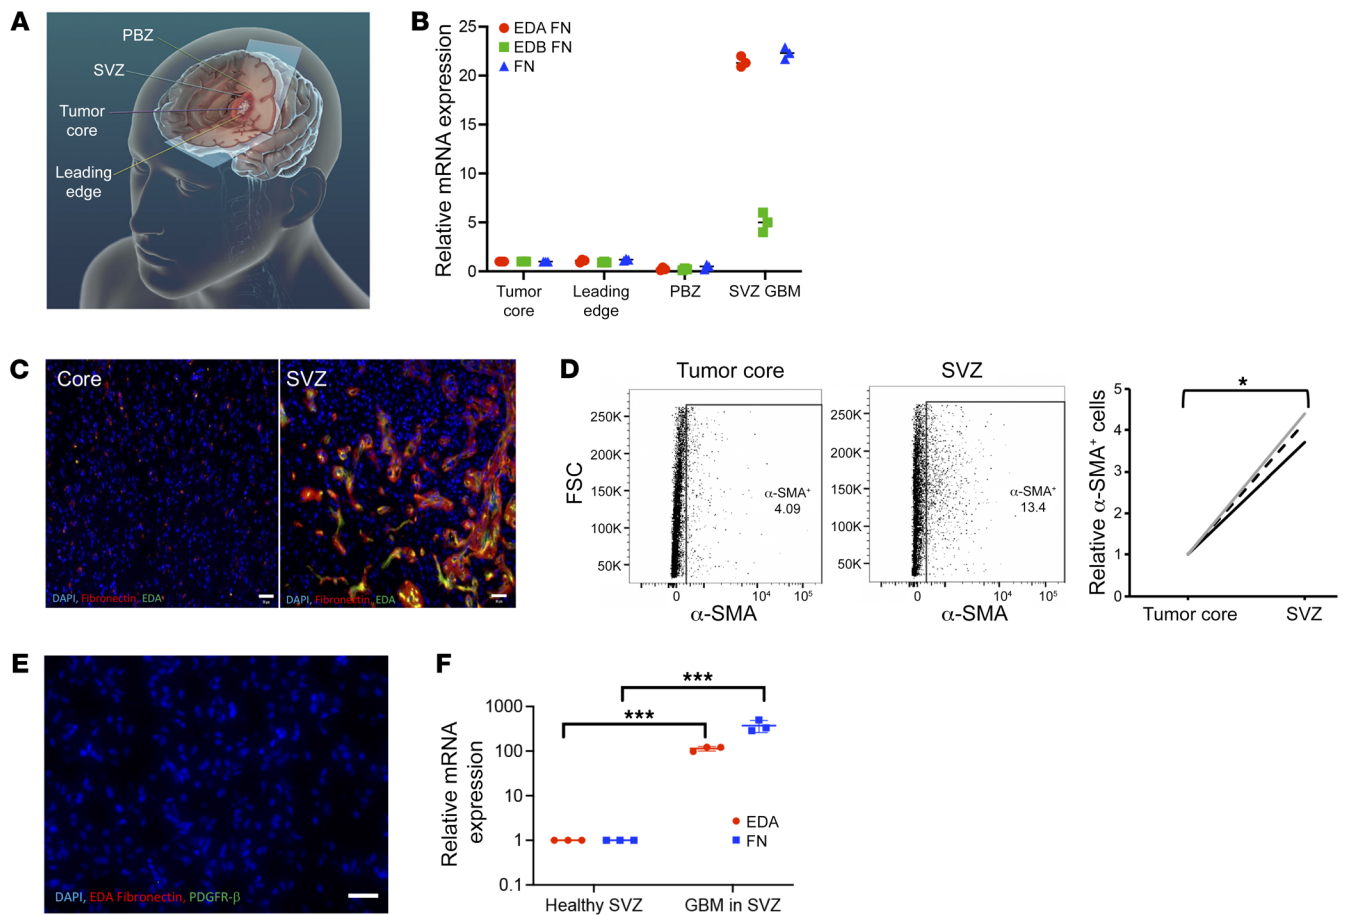 A
PBZ
SVZ
Tumor
core
Leading
edge
B
Relative mRNA expression
25
20
15
10
5
0
EDA FN
EDB FN
FN
Tumor
core
Leading
edge
PBZ
SVZ GBM
C
Core
DAPI, Fibronectin, EDA
SVZ
DAPI, Fibronectin, EDA
D
Tumor core
FSC
250K
200K
150K
100K
50K
α-SMA⁺
4.09
0
10⁴
10⁵
α-SMA
SVZ
250K
200K
150K
100K
50K
α-SMA⁺
13.4
0
10⁴
10⁵
α-SMA
Relative α-SMA⁺ cells
5
4
3
2
1
0
*
Tumor core
SVZ
E
DAPI, EDA Fibronectin, PDGFR-β
F
Relative mRNA
expression
1000
100
10
1
0.1
***
***
EDA
FN
Healthy SVZ
GBM in SVZ